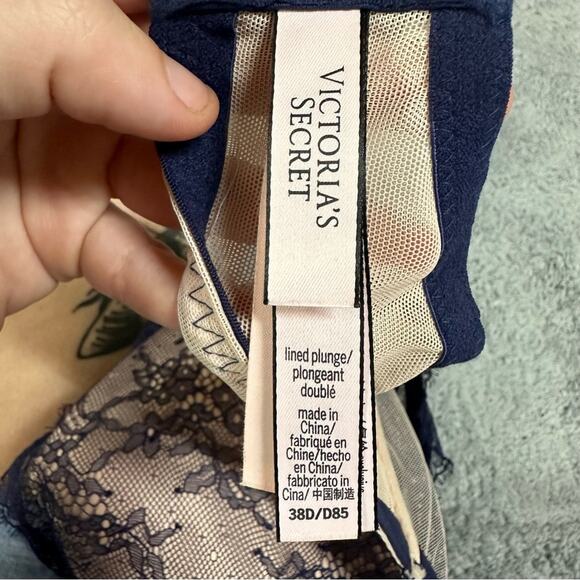 VICTORIA'S
SECRET
lined plunge/
plongeant
doublé
made in
China/
fabriqué en
Chine/hecho
en China/
fabbricato in
Cina/ 中国制造
38D/D85